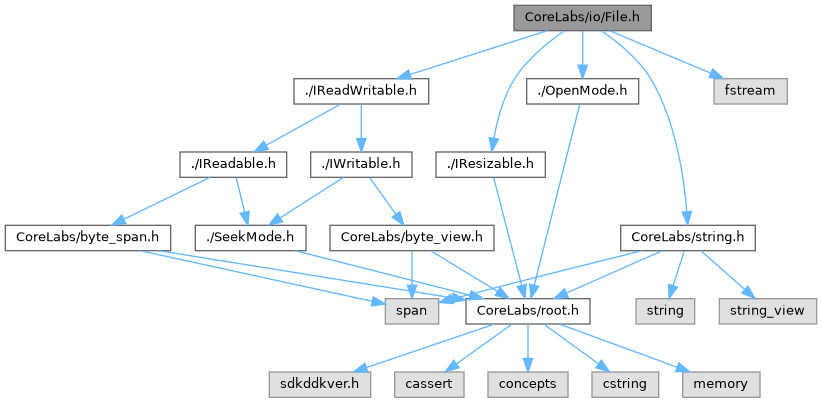 CoreLabs/io/File.h
./IReadWritable.h
./OpenMode.h
fstream
./IReadable.h
./IWritable.h
./IResizable.h
CoreLabs/byte_span.h
./SeekMode.h
CoreLabs/byte_view.h
CoreLabs/string.h
span
CoreLabs/root.h
string
string_view
sdkddkver.h
cassert
concepts
cstring
memory